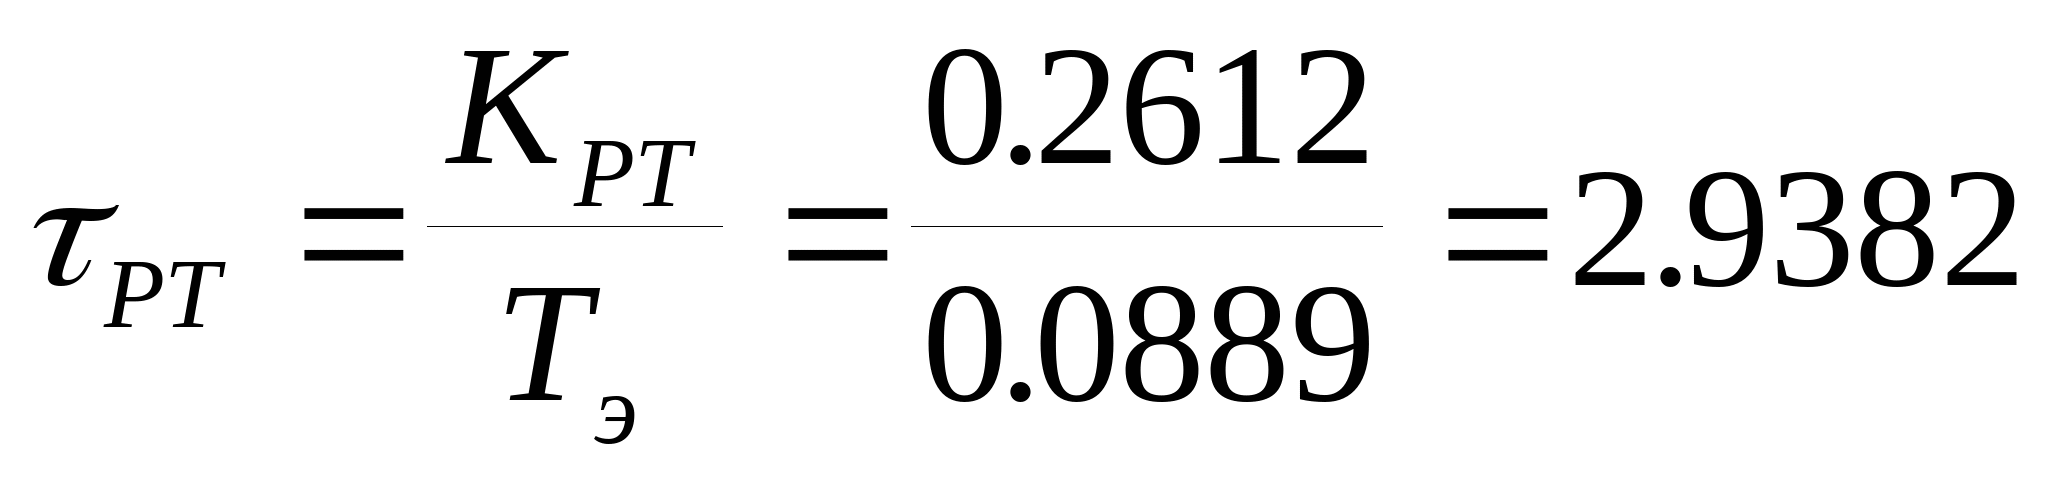 τ_PT = K_PT / T_э = 0.2612 / 0.0889 = 2.9382